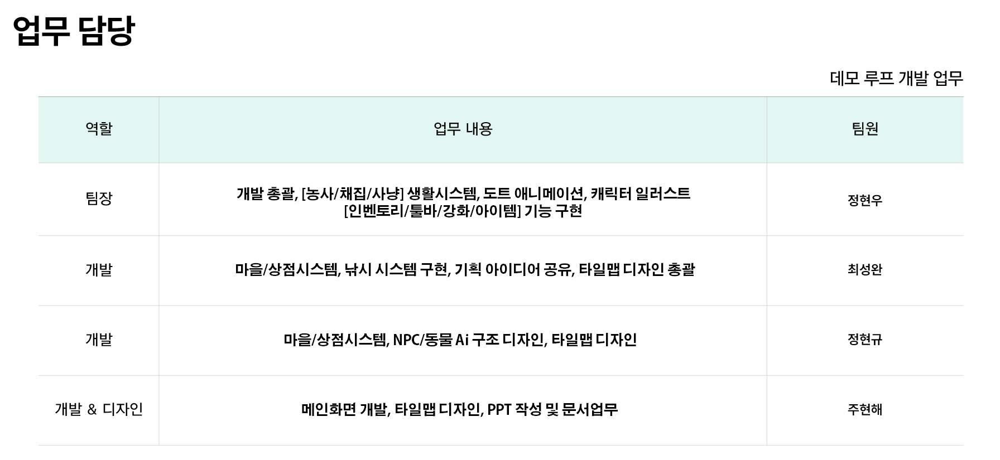 업무 담당
데모 루프 개발 업무
역할 업무 내용 팀원
팀장 개발 총괄, [농사/채집/사냥] 생활시스템, 도트 애니메이션, 캐릭터 일러스트 정현우
[인벤토리/툴바/강화/아이템] 기능 구현
개발 마을/상점시스템, 낚시 시스템 구현, 기획 아이디어 공유, 타일맵 디자인 총괄 최성완
개발 마을/상점시스템, NPC/동물 Ai 구조 디자인, 타일맵 디자인 정현규
개발 & 디자인 메인화면 개발, 타일맵 디자인, PPT 작성 및 문서업무 주현해